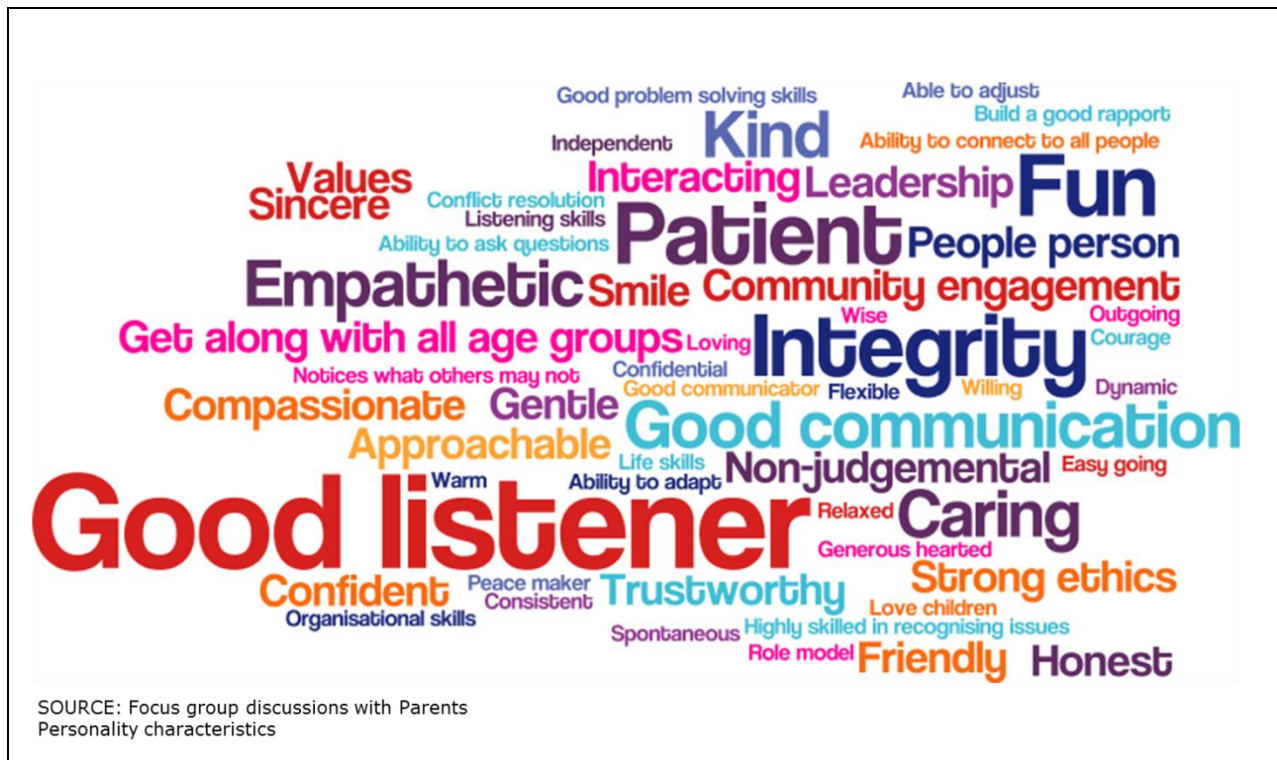 Good problem solving skills
Able to adjust
Build a good rapport
Independent
Kind
Ability to connect to all people
Values
Interacting
Leadership
Fun
Sincere
Conflict resolution
Listening skills
Patient
People person
Ability to ask questions
Empathetic
Smile
Community engagement
Wise
Outgoing
Get along with all age groups
Loving
Integrity
Courage
Notices what others may not
Confidential
Good communicator
Flexible
Willing
Dynamic
Compassionate
Gentle
Good communication
Approachable
Life skills
Non-judgemental
Easy going
Warm
Ability to adapt
Good listener
Relaxed
Caring
Generous hearted
Confident
Peace maker
Consistent
Trustworthy
Strong ethics
Love children
Organisational skills
Spontaneous
Highly skilled in recognising issues
Role model
Friendly
Honest
SOURCE: Focus group discussions with Parents
Personality characteristics